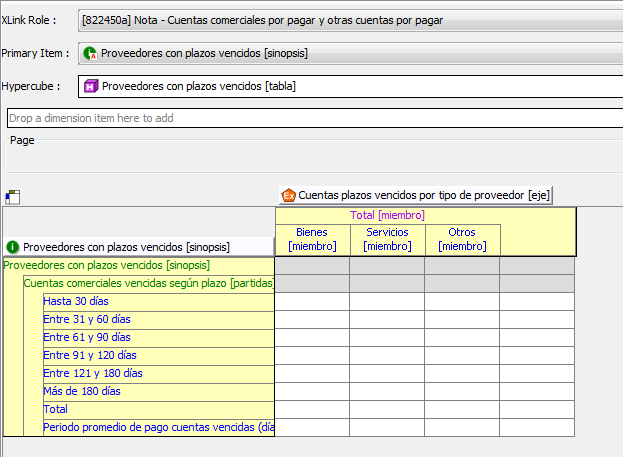 XLink Role : [822450a] Nota - Cuentas comerciales por pagar y otras cuentas por pagar
Primary Item : Proveedores con plazos vencidos [sinopsis]
Hypercube : Proveedores con plazos vencidos [tabla]
Drop a dimension item here to add
Page
Cuentas plazos vencidos por tipo de proveedor [eje]
Total [miembro]
Bienes [miembro] Servicios [miembro] Otros [miembro]
Proveedores con plazos vencidos [sinopsis]
Proveedores con plazos vencidos [sinopsis]
Cuentas comerciales vencidas según plazo [partidas]
Hasta 30 días
Entre 31 y 60 días
Entre 61 y 90 días
Entre 91 y 120 días
Entre 121 y 180 días
Más de 180 días
Total
Periodo promedio de pago cuentas vencidas (día